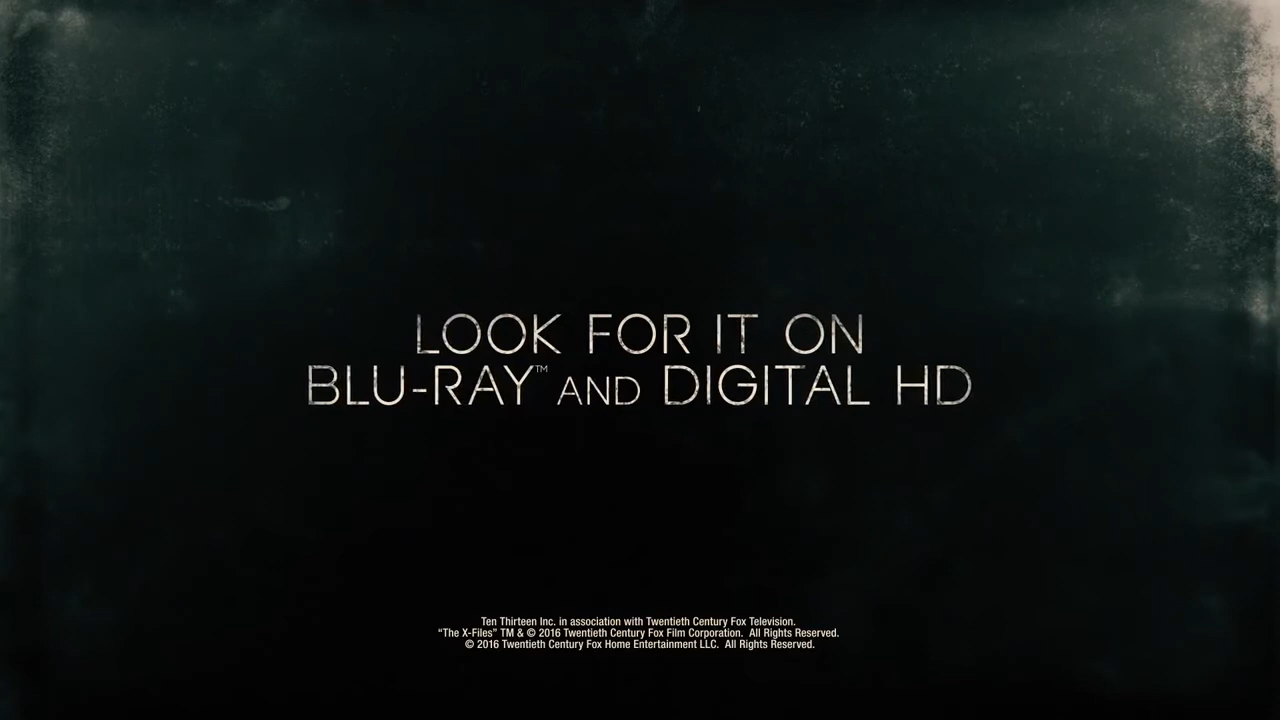 LOOK FOR IT ON
BLU-RAY™ AND DIGITAL HD
Ten Thirteen Inc. in association with Twentieth Century Fox Television.
“The X-Files” TM & © 2016 Twentieth Century Fox Film Corporation.  All Rights Reserved.
© 2016 Twentieth Century Fox Home Entertainment LLC.  All Rights Reserved.